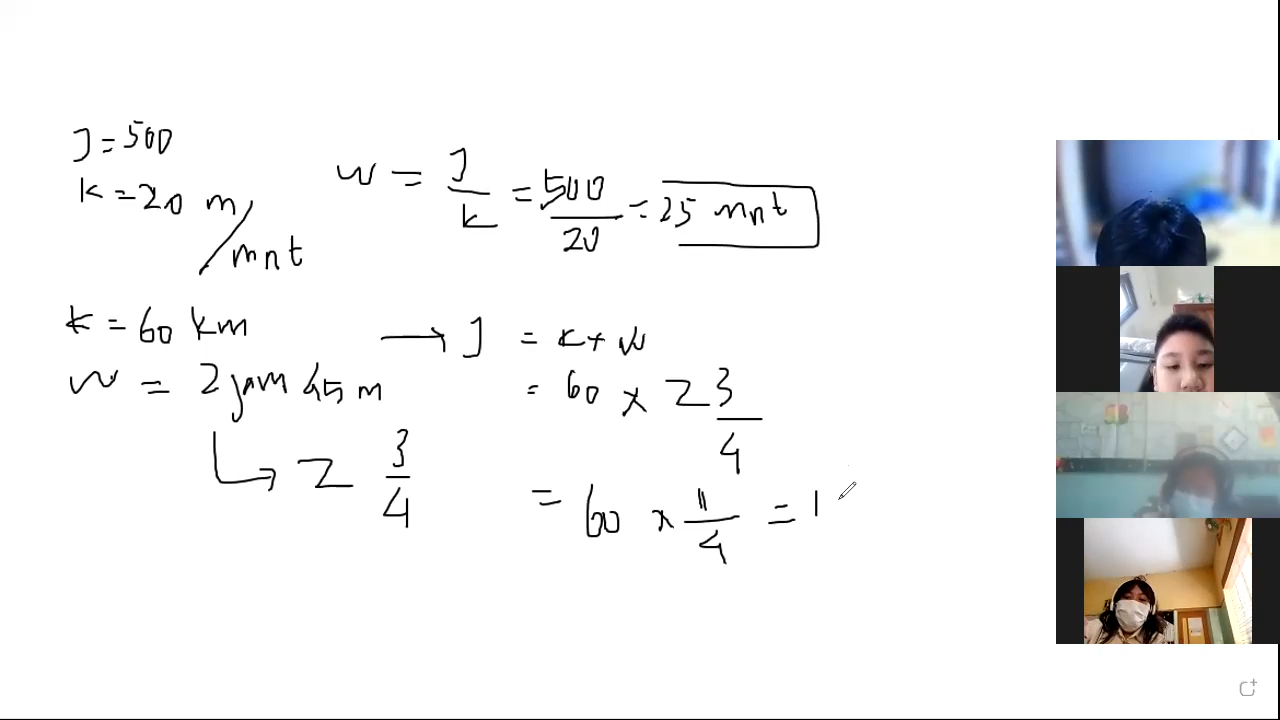 J = 500
k = 20 m/mnt
w = J/k = 500/20 = 25 mnt
k = 60 km
w = 2 jam 45 m
→ 2 3/4
→ J = k × w
= 60 × 2 3/4
= 60 × 11/4 = 1